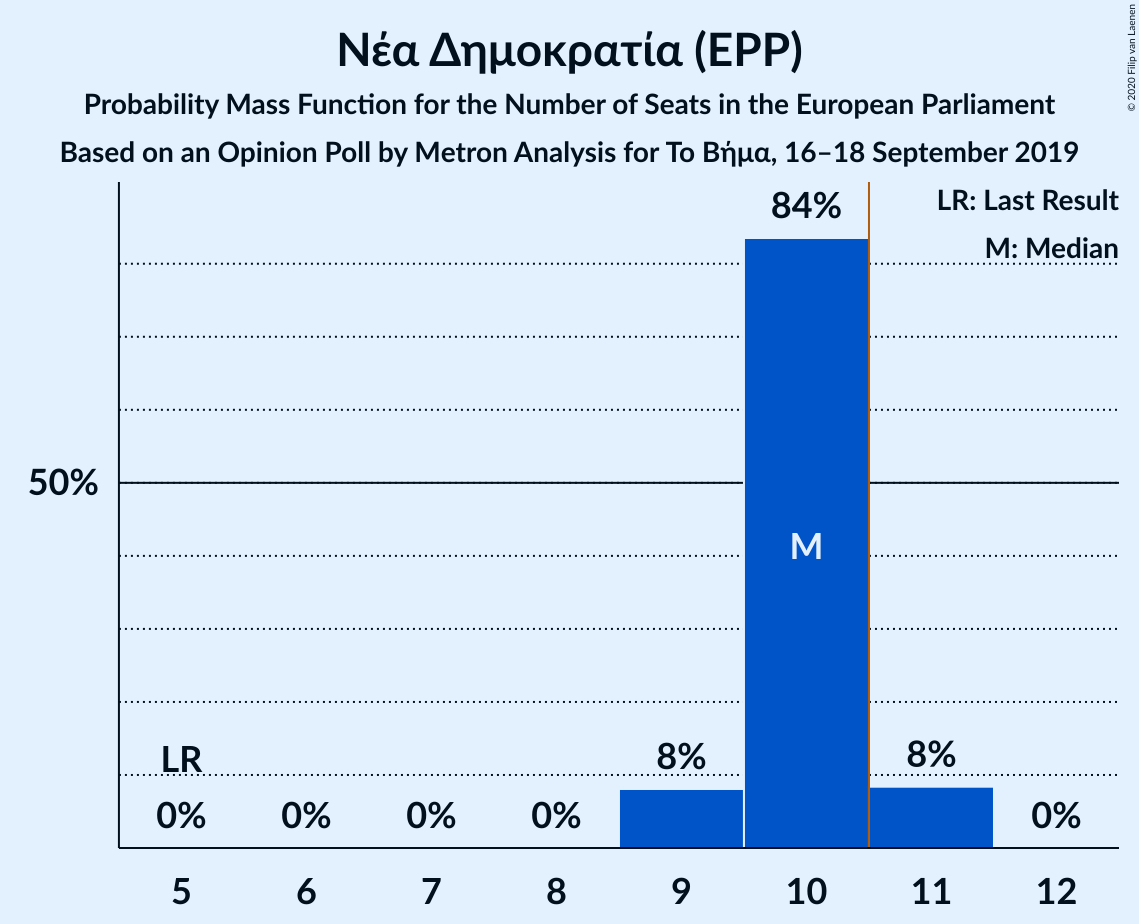 Νέα Δημοκρατία (EPP)
Probability Mass Function for the Number of Seats in the European Parliament
Based on an Opinion Poll by Metron Analysis for Το Βήμα, 16–18 September 2019
© 2020 Filip van Laenen
LR: Last Result
M: Median
84%
50%
M
LR
8%
8%
0%
0%
0%
0%
0%
5 6 7 8 9 10 11 12